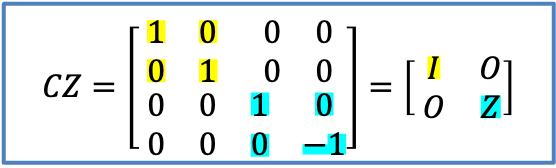 CZ = [1 0 0 0
0 1 0 0
0 0 1 0
0 0 0 −1] = [I O
O Z]